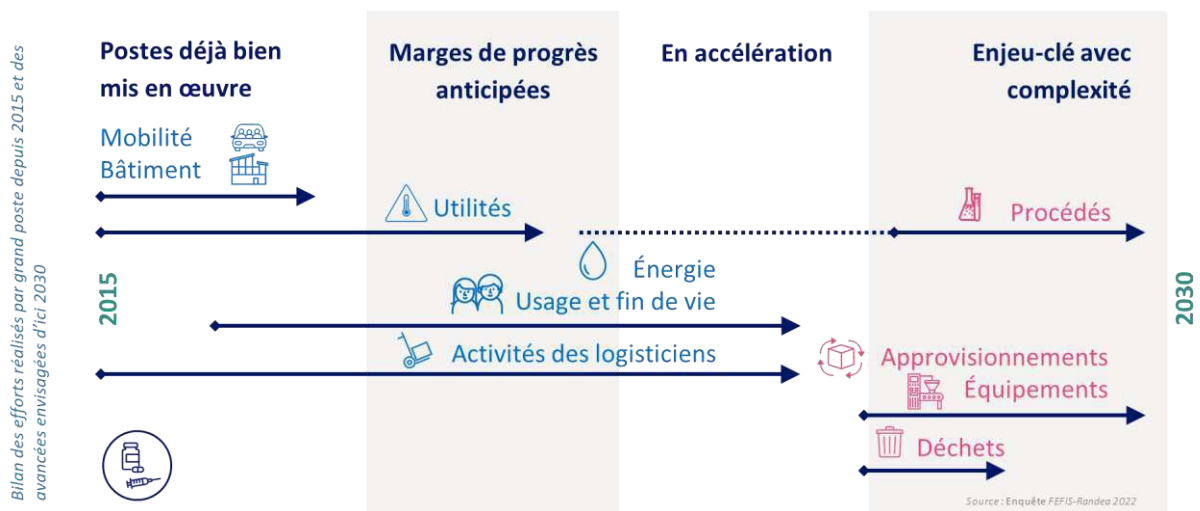 Bilan des efforts réalisés par grand poste depuis 2015 et des
avancées envisagées d'ici 2030
Postes déjà bien
mis en œuvre
Marges de progrès
anticipées
En accélération
Enjeu-clé avec
complexité
Mobilité
Bâtiment
Utilités
Procédés
2015
Énergie
Usage et fin de vie
2030
Activités des logisticiens
Approvisionnements
Équipements
Déchets
Source : Enquête FEFIS-Randea 2022